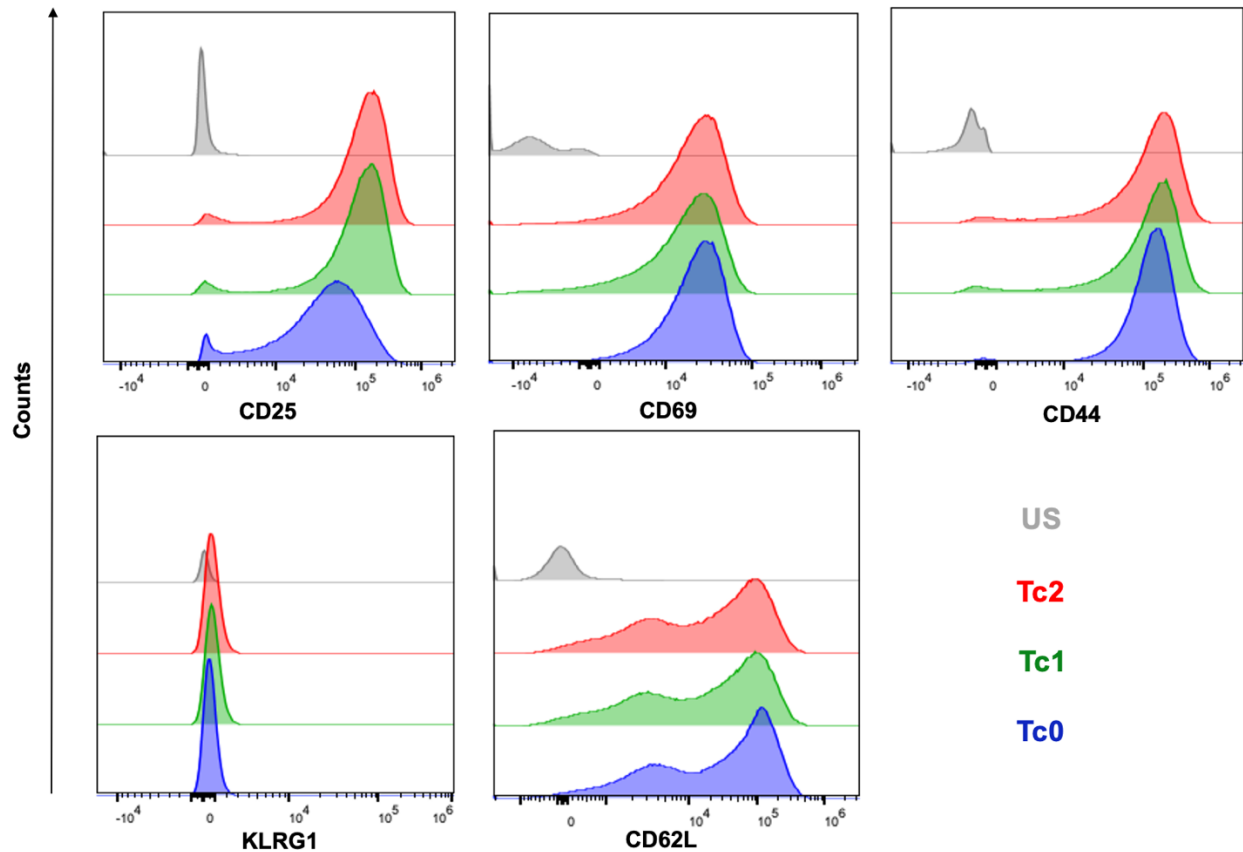 Counts
-10⁴ 0 10⁴ 10⁵ 10⁶
CD25
-10⁴ 0 10⁴ 10⁵ 10⁶
CD69
-10⁴ 0 10⁴ 10⁵ 10⁶
CD44
-10⁴ 0 10⁴ 10⁵ 10⁶
KLRG1
0 10⁴ 10⁵ 10⁶
CD62L
US
Tc2
Tc1
Tc0